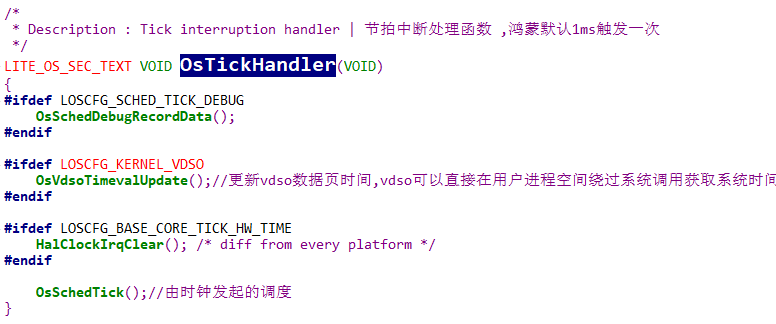 /*
 * Description : Tick interruption handler | 节拍中断处理函数 ,鸿蒙默认1ms触发一次
 */
LITE_OS_SEC_TEXT VOID OsTickHandler(VOID)
{
#ifdef LOSCFG_SCHED_TICK_DEBUG
    OsSchedDebugRecordData();
#endif

#ifdef LOSCFG_KERNEL_VDSO
    OsVdsoTimevalUpdate();//更新vdso数据页时间,vdso可以直接在用户进程空间绕过系统调用获取系统时间
#endif

#ifdef LOSCFG_BASE_CORE_TICK_HW_TIME
    HalClockIrqClear(); /* diff from every platform */
#endif

    OsSchedTick();//由时钟发起的调度
}